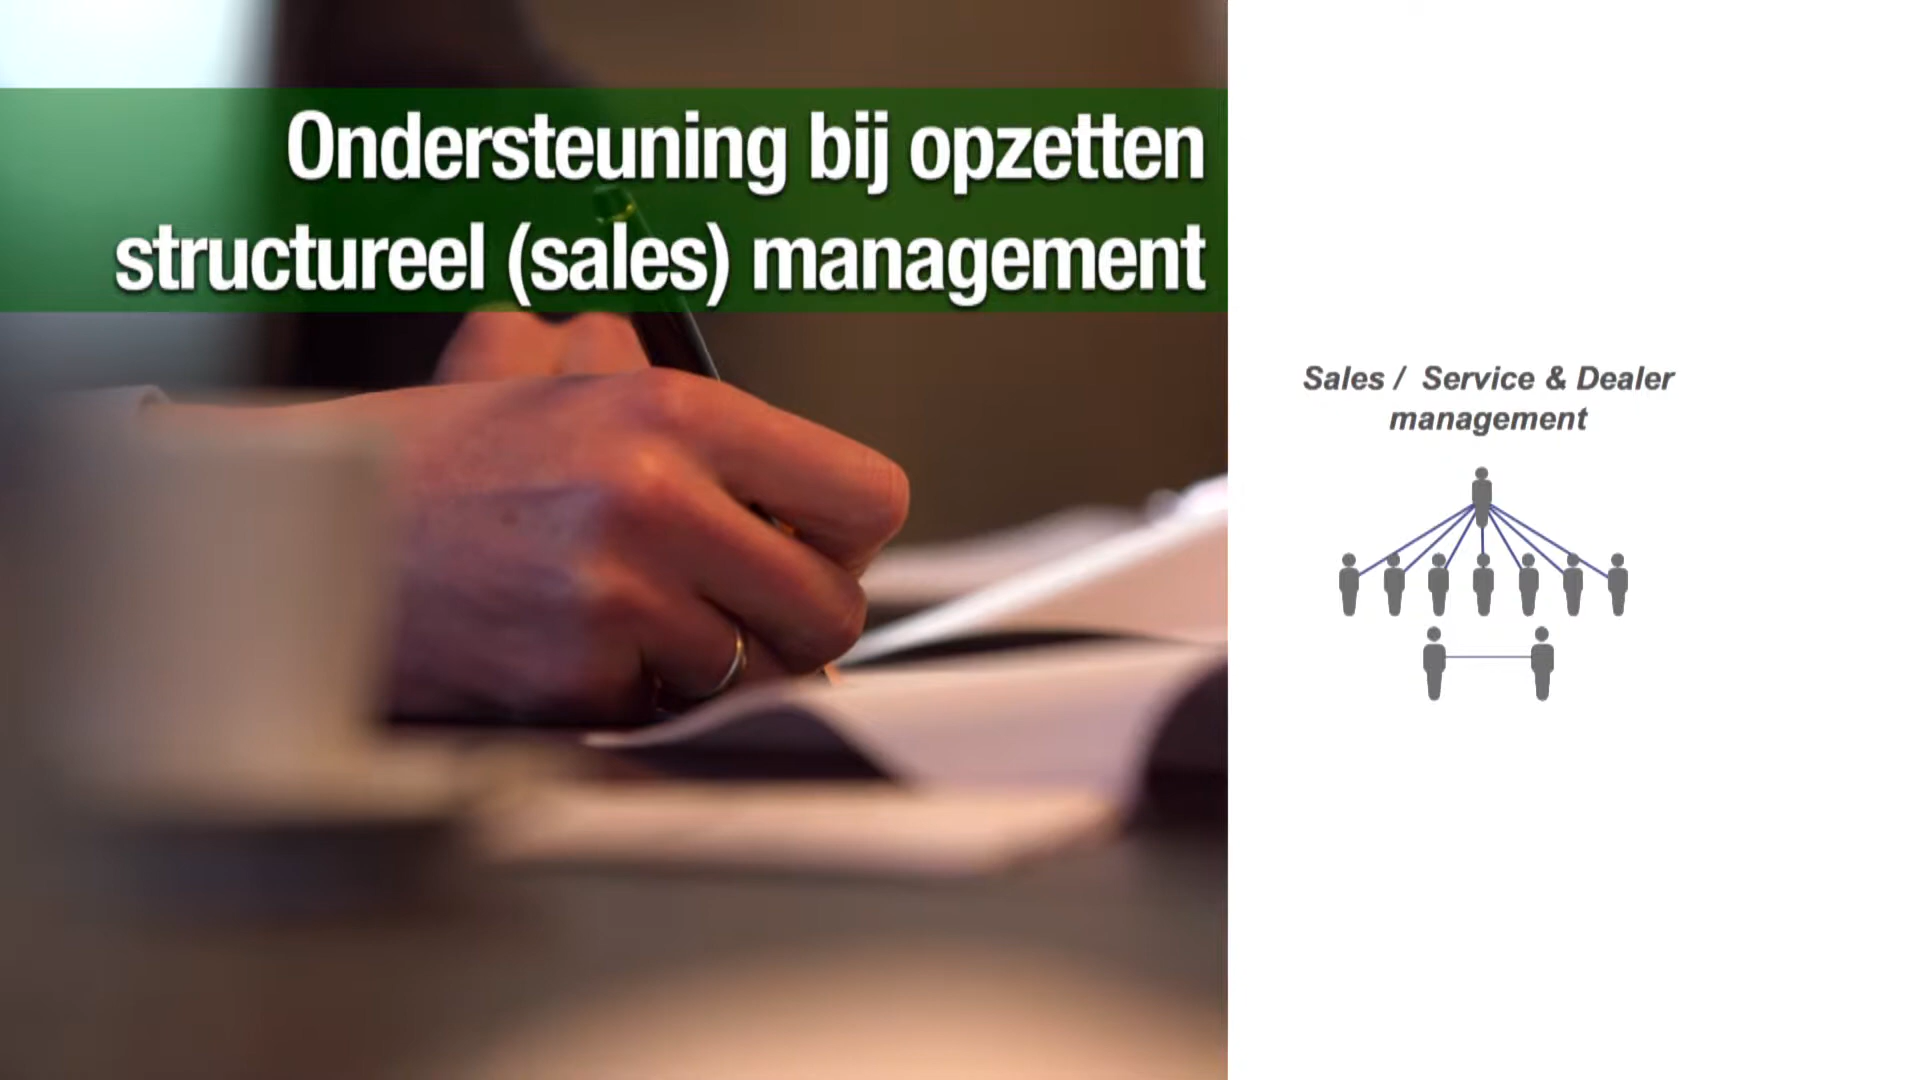 Ondersteuning bij opzetten
structureel (sales) management
Sales /  Service & Dealer
management